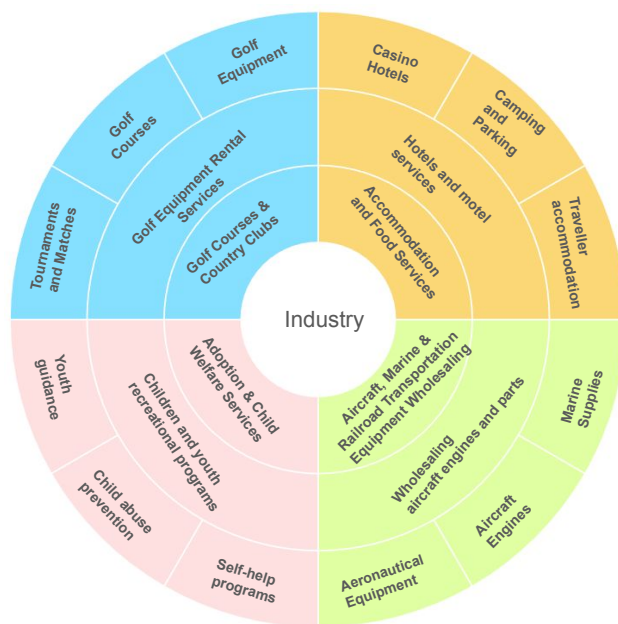 Golf
Equipment
Casino
Hotels
Golf
Courses
Camping
and
Parking
Golf Equipment Rental
Services
Hotels and motel
services
Tournaments
and Matches
Golf Courses &
Country Clubs
Accommodation
and Food Services
Traveller
accommodation
Industry
Youth
guidance
Children and youth
recreational programs
Adoption & Child
Welfare Services
Aircraft, Marine &
Railroad Transportation
Equipment Wholesaling
Wholesaling
aircraft engines and parts
Marine
Supplies
Child abuse
prevention
Aircraft
Engines
Self-help
programs
Aeronautical
Equipment